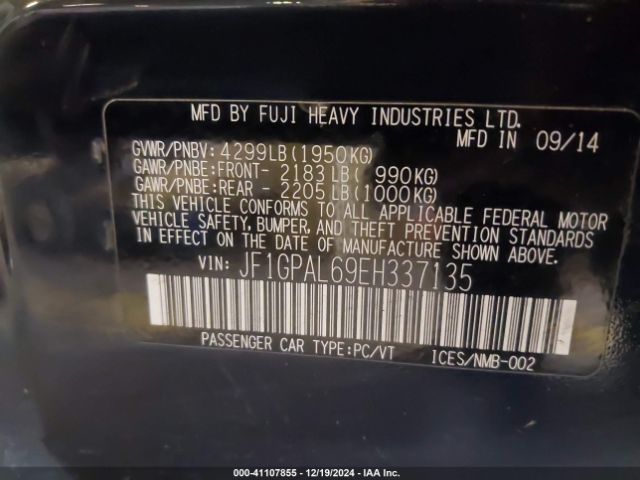 MFD BY FUJI HEAVY INDUSTRIES LTD.
MFD IN 09/14
GVWR/PNBV: 4299LB(1950KG)
GAWR/PNBE:FRONT- 2183LB( 990KG)
GAWR/PNBE:REAR - 2205LB(1000KG)
THIS VEHICLE CONFORMS TO ALL APPLICABLE FEDERAL MOTOR
VEHICLE SAFETY, BUMPER, AND THEFT PREVENTION STANDARDS
IN EFFECT ON THE DATE OF MANUFACTURE SHOWN ABOVE.
VIN: JF1GPAL69EH337135
PASSENGER CAR TYPE:PC/VT ICES/NMB-002
000-41107855 - 12/19/2024 - IAA Inc.